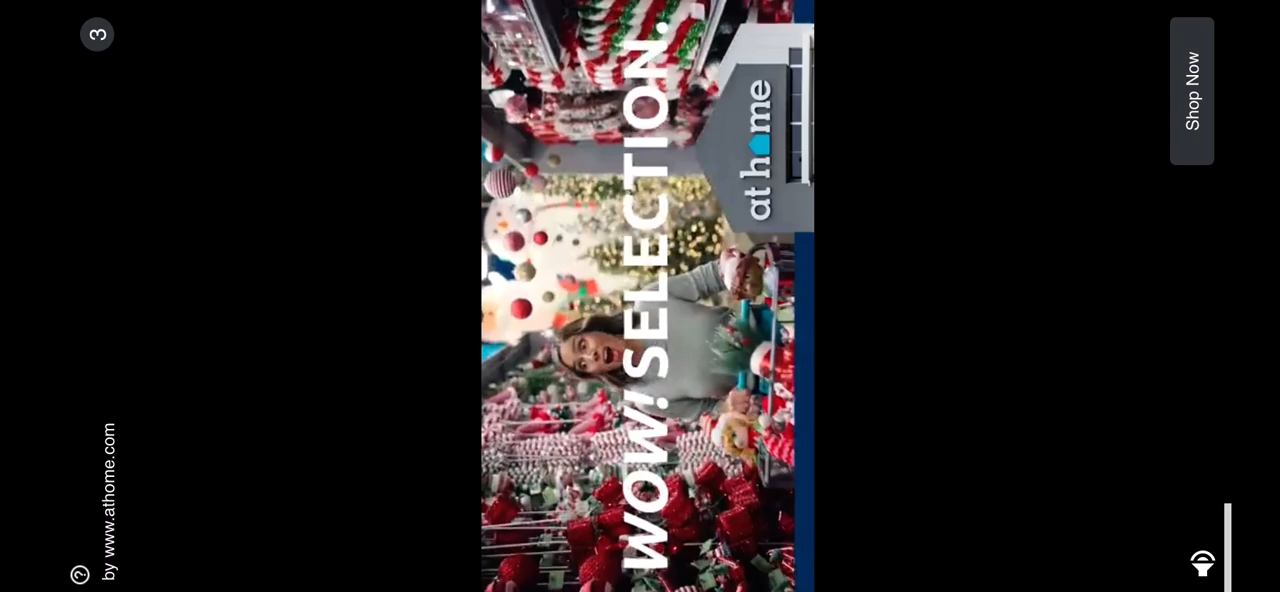 3
WOW! SELECTION.
at home
Shop Now
?
by www.athome.com